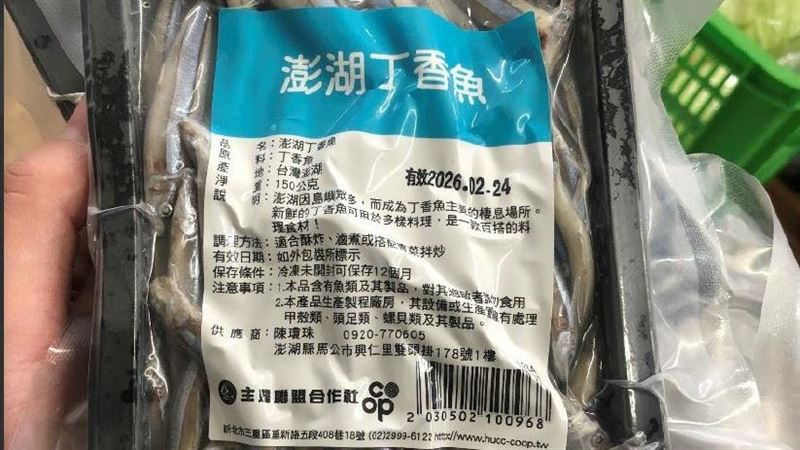 澎湖丁香魚
品名：澎湖丁香魚
原料：丁香魚
產地：台灣澎湖
淨重：150公克
有效2026.02-24
說明：澎湖因島嶼眾多，而成為丁香魚主要的棲息場所。
新鮮的丁香魚可用於多樣料理，是一款百搭的料
理食材！
調理方法：適合酥炸、滷煮或搭配青菜拌炒
有效日期：如外包裝所標示
保存條件：冷凍未開封可保存12個月
注意事項：1.本品含有魚類及其製品，對其過敏者請勿食用
2.本產品生產製程廠房，其設備或生產管線有處理
甲殼類、頭足類、螺貝類及其製品。
供應商：陳瓊珠 0920-770605
澎湖縣馬公市興仁里雙頭掛178號1樓
主婦聯盟合作社 coop
2 030502 100968
新北市三重區重新路五段408巷18號 (02)2999-6122 http://www.hucc-coop.tw